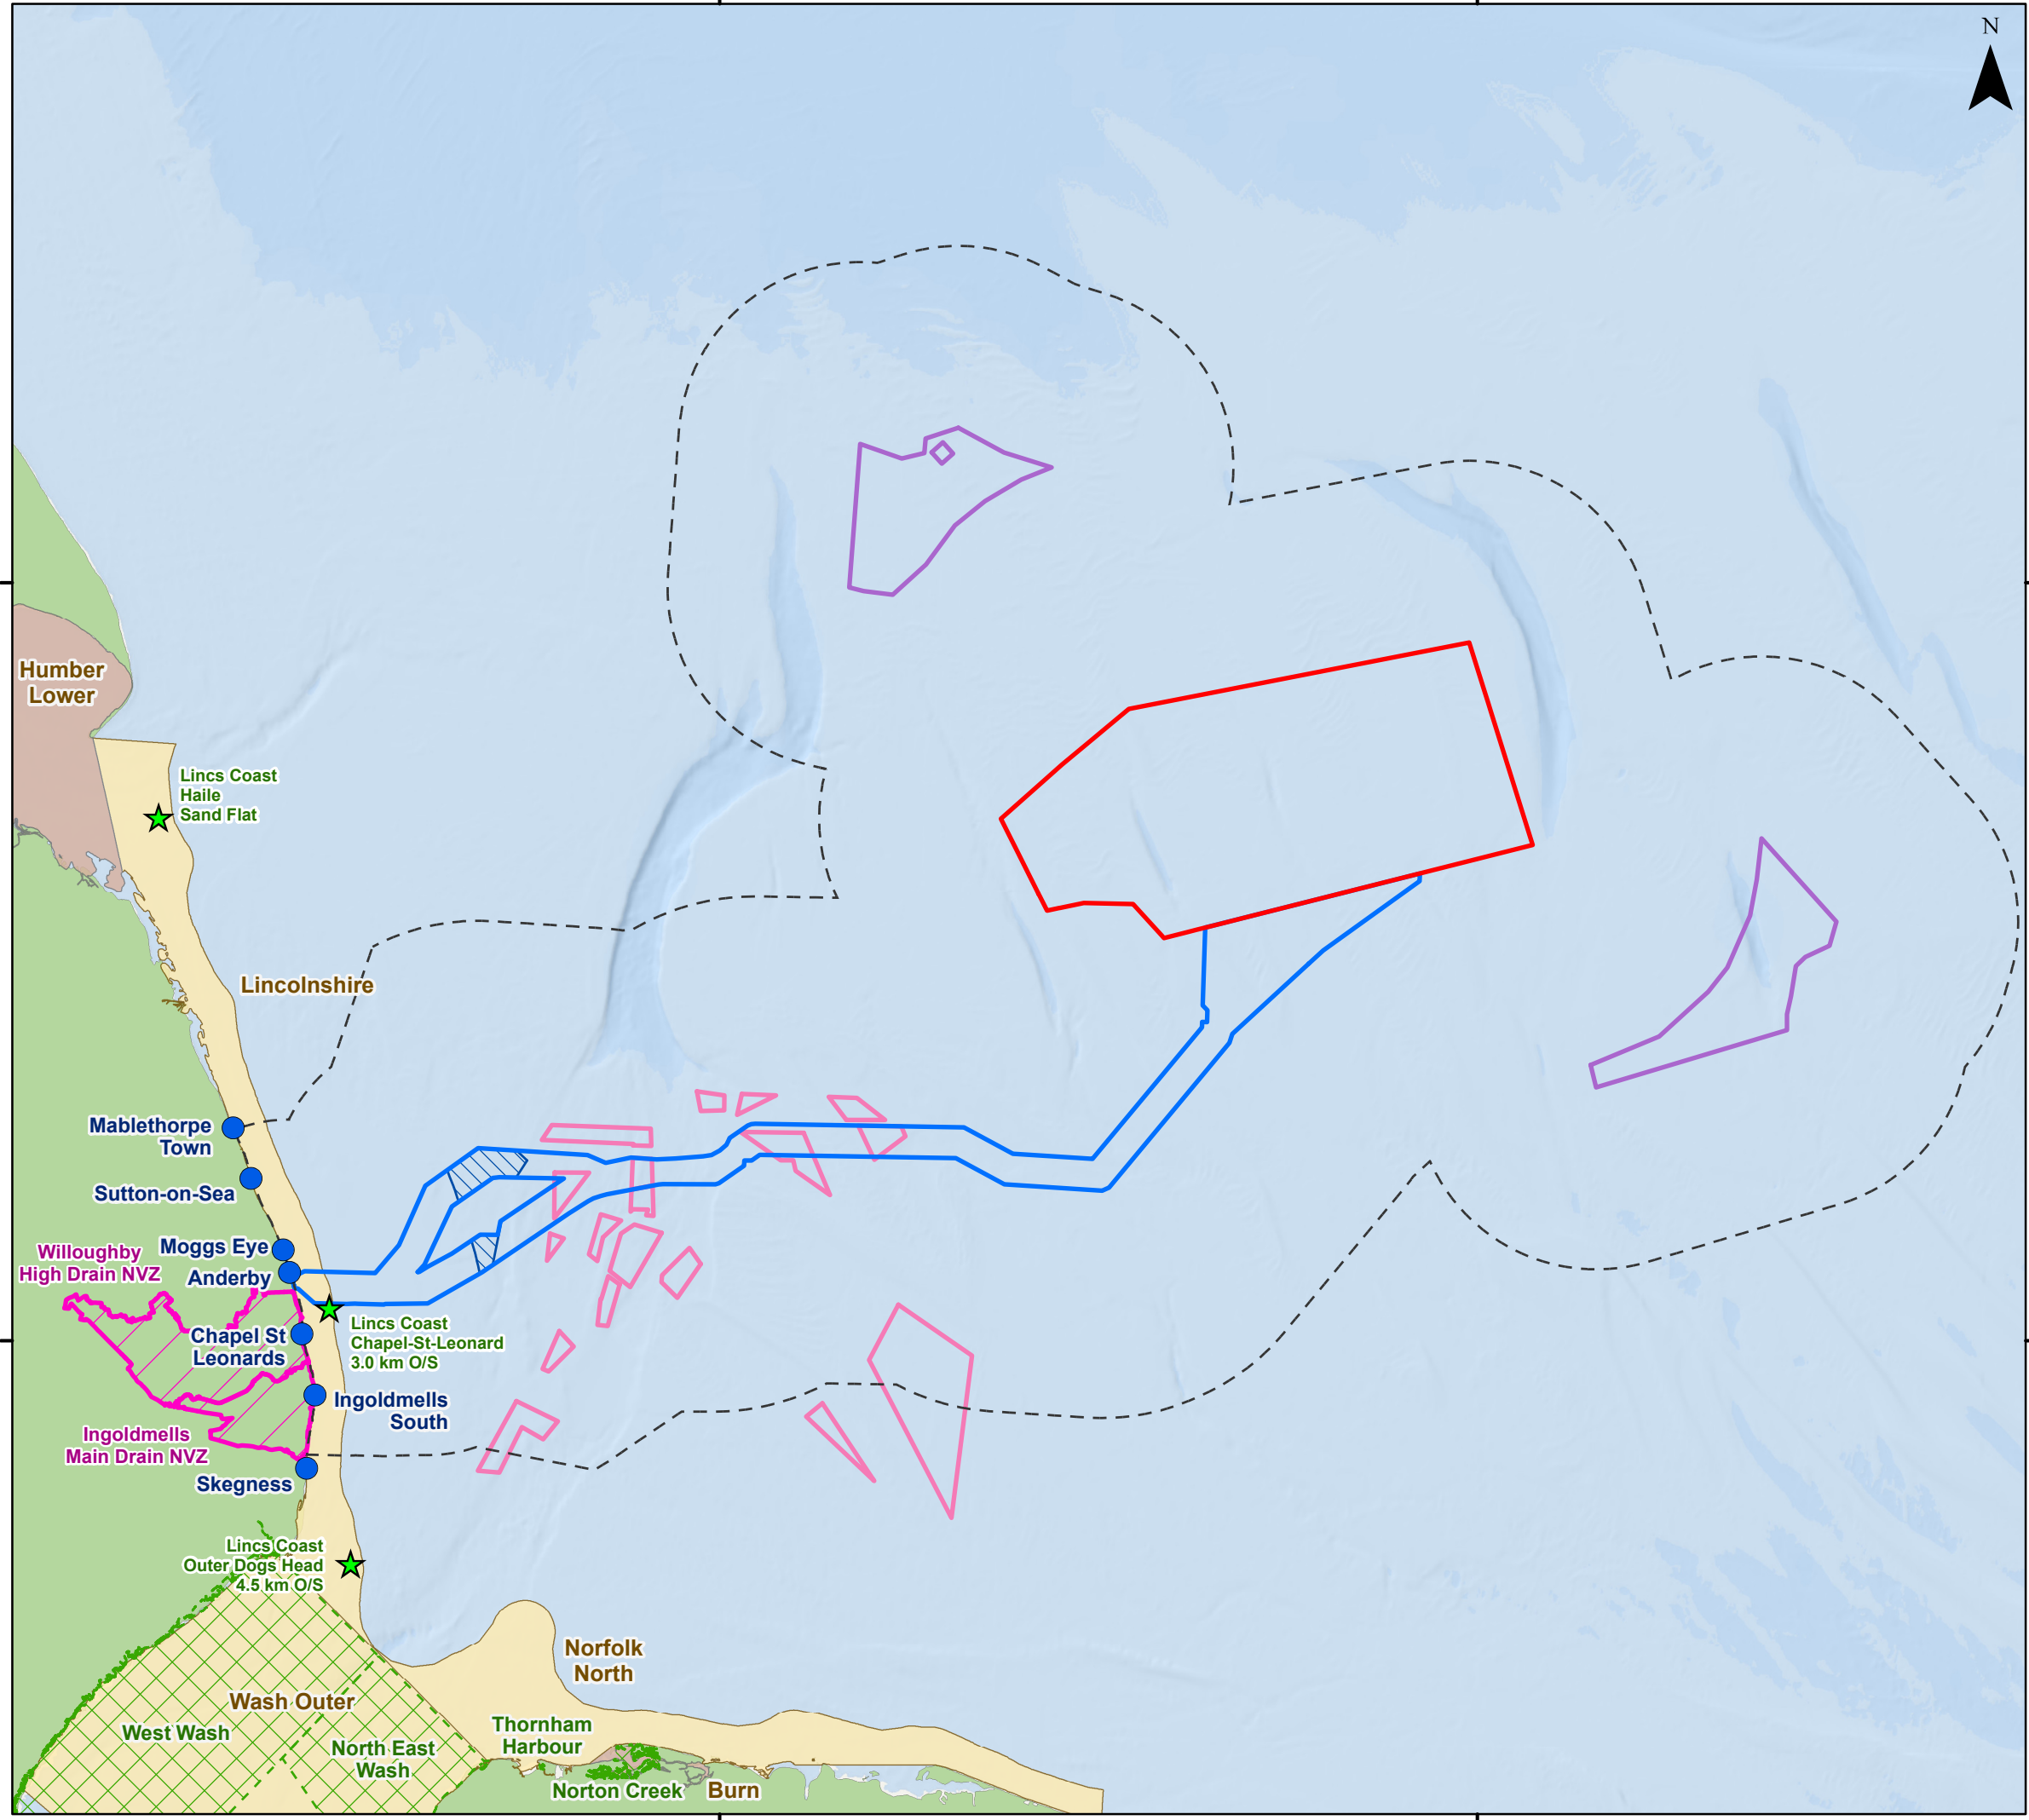 N
Humber
Lower
Lincs Coast
Haile
Sand Flat
Lincolnshire
Mablethorpe
Town
Sutton-on-Sea
Moggs Eye
Willoughby
High Drain NVZ
Anderby
Lincs Coast
Chapel-St-Leonard
3.0 km O/S
Chapel St
Leonards
Ingoldmells
South
Ingoldmells
Main Drain NVZ
Skegness
Lincs Coast
Outer Dogs Head
4.5 km O/S
Norfolk
North
Wash Outer
West Wash
North East
Wash
Thornham
Harbour
Norton Creek
Burn